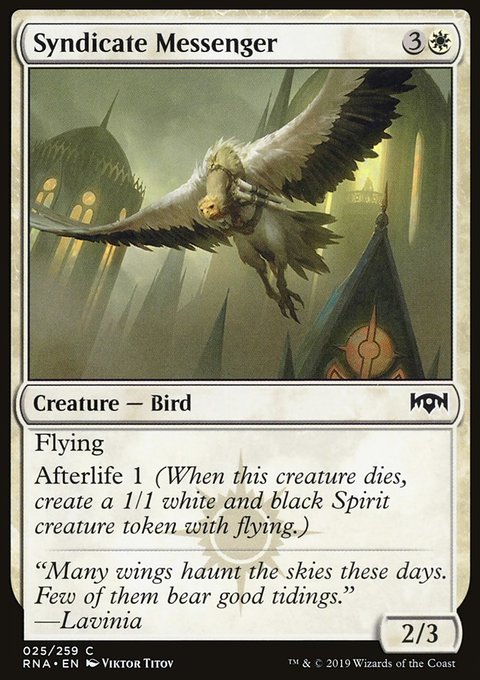 Syndicate Messenger 3
Creature — Bird
Flying
Afterlife 1 (When this creature dies,
create a 1/1 white and black Spirit
creature token with flying.)
“Many wings haunt the skies these days.
Few of them bear good tidings.”
—Lavinia
2/3
025/259 C
RNA • EN Viktor Titov
™ & © 2019 Wizards of the Coast